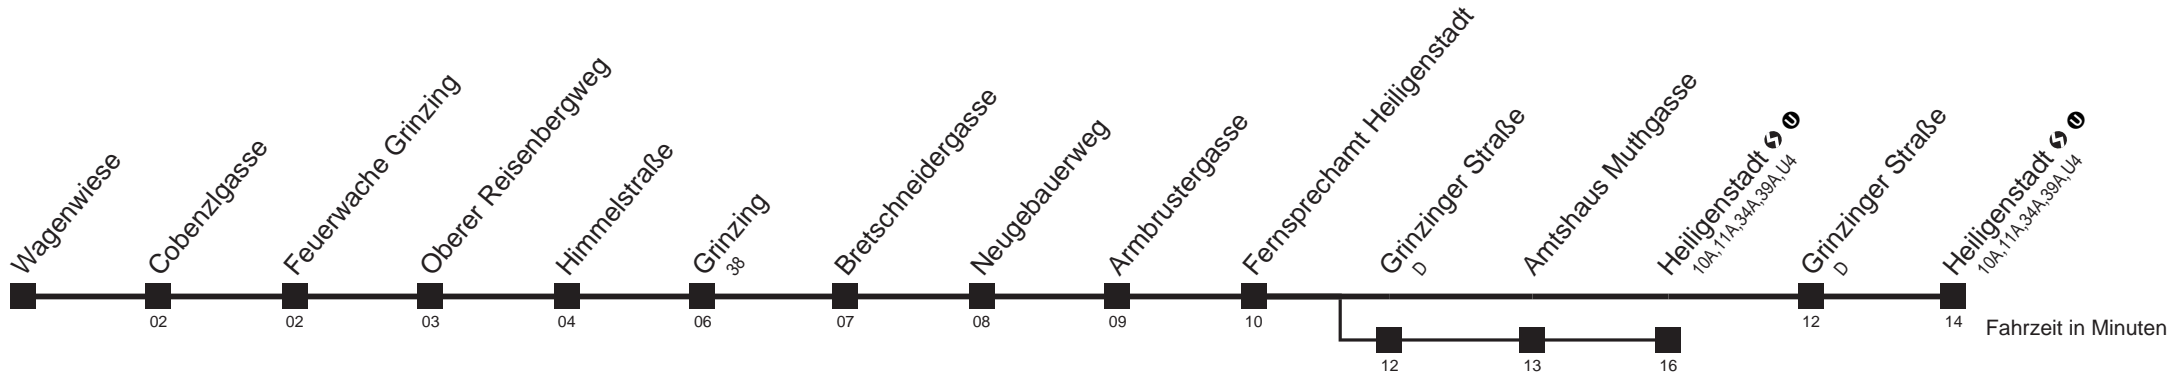 Wagenwiese
Cobenzlgasse
Feuerwache Grinzing
Oberer Reisenbergweg
Himmelstraße
Grinzing
38
Bretschneidergasse
Neugebauerweg
Armbrustergasse
Fernsprechamt Heiligenstadt
Grinzinger Straße
D
Amtshaus Muthgasse
Heiligenstadt U
10A,11A,34A,39A,U4
Grinzinger Straße
D
Heiligenstadt U
10A,11A,34A,39A,U4
02
02
03
04
06
07
08
09
10
12
14
Fahrzeit in Minuten
12
13
16